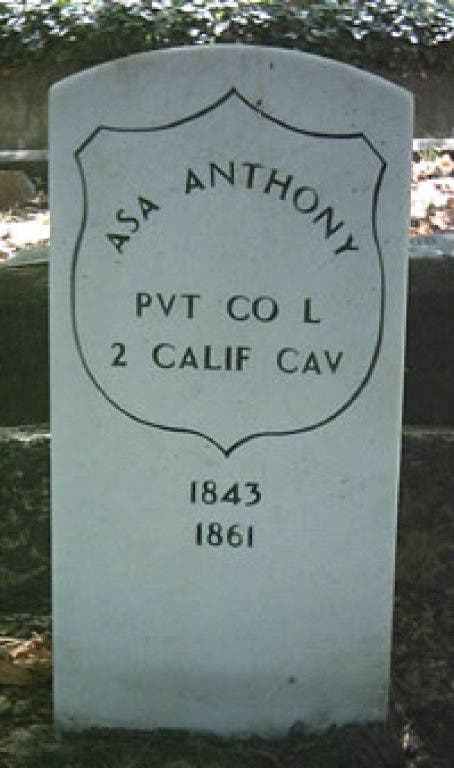 ASA ANTHONY
PVT CO L
2 CALIF CAV
1843
1861